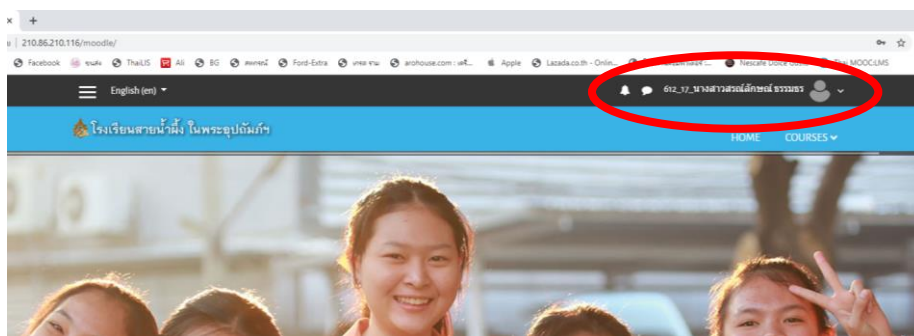 × +
210.86.210.116/moodle/
Facebook ThaiLIS Ali BG Ford-Extra arohouse.com : Apple Lazada.co.th - Onlin... Nescafe Dolce Thai MOOC:LMS
English (en) 612_17_นางสาวสรณ์ลักษณ์ ธรรมธร
โรงเรียนสายน้ำผึ้ง ในพระอุปถัมภ์ฯ
HOME COURSES